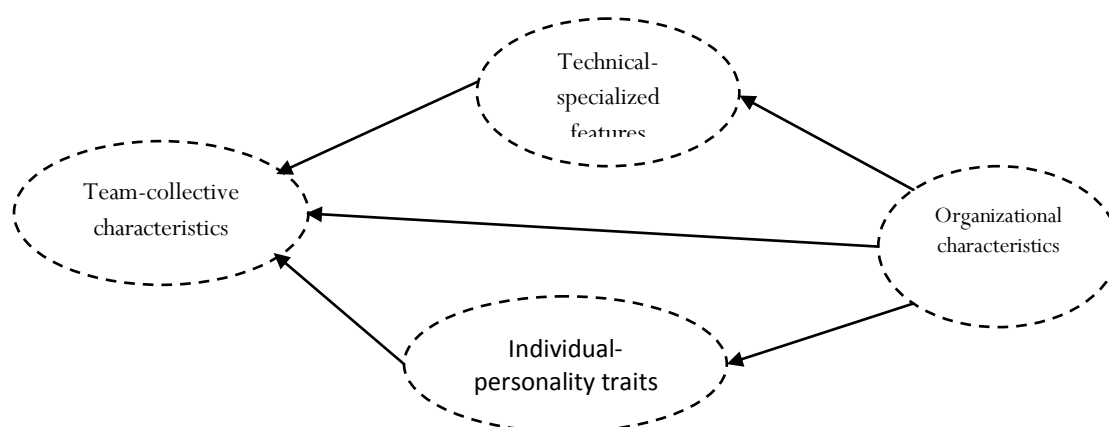 Technical-
specialized
features
Team-collective
characteristics
Organizational
characteristics
Individual-
personality traits